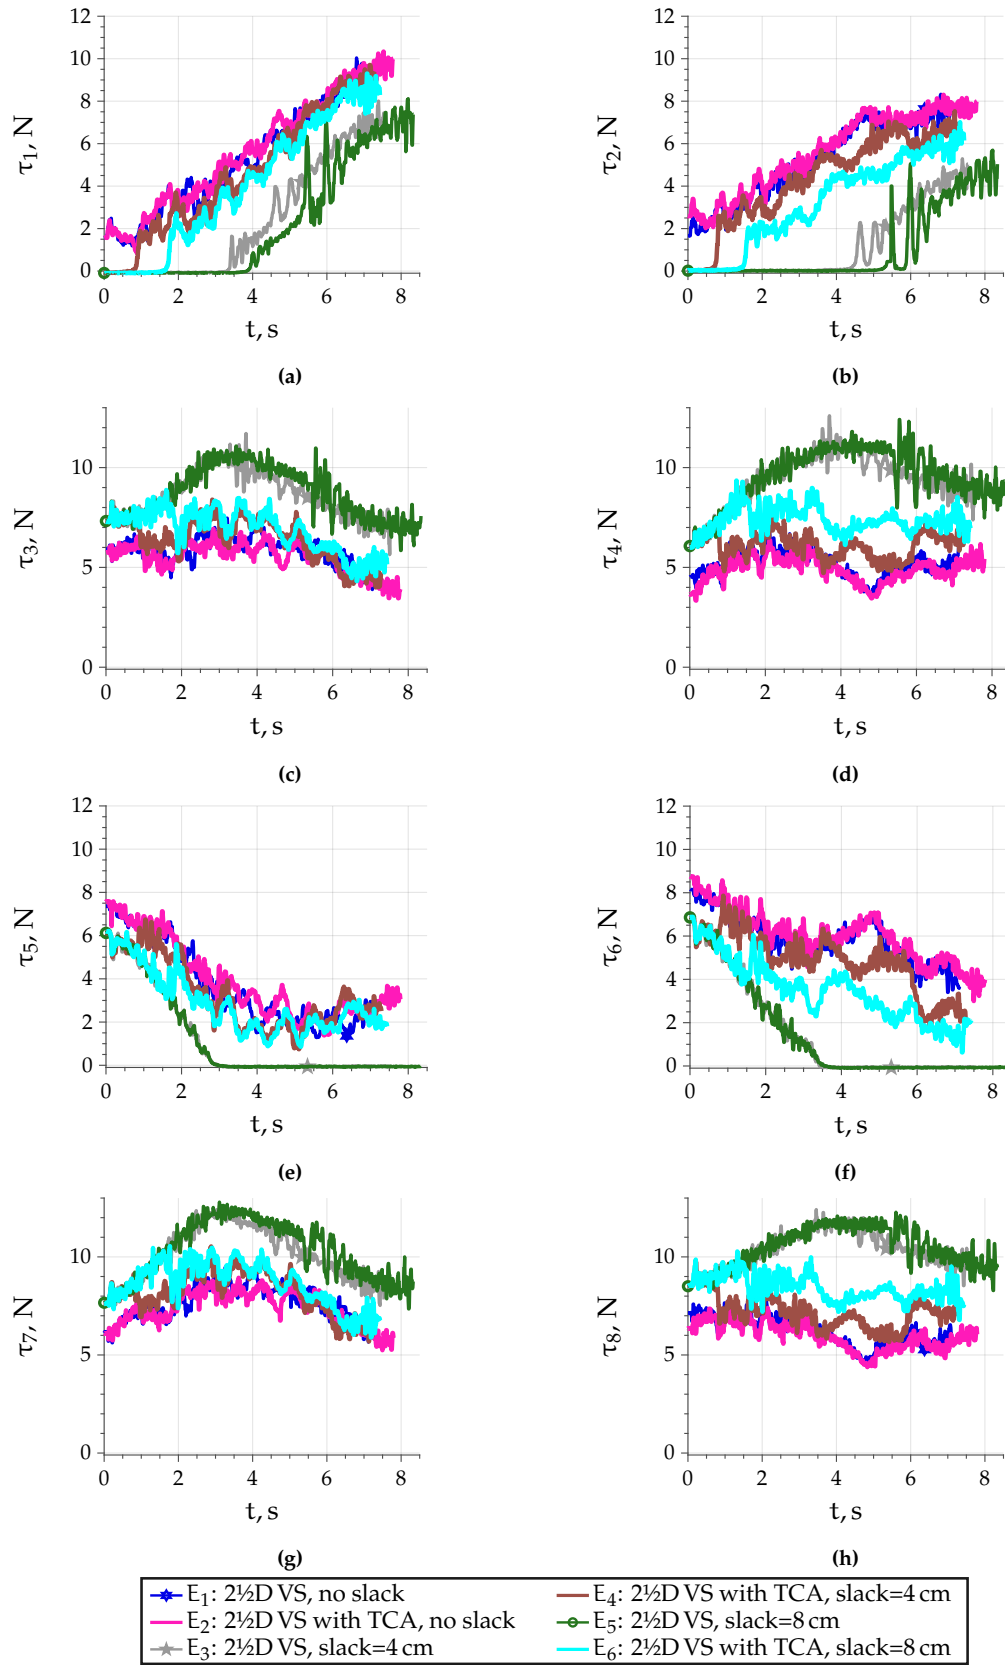 12
10
8
6
4
2
0
τ1, N
0 2 4 6 8
t, s
(a)
12
10
8
6
4
2
0
τ2, N
0 2 4 6 8
t, s
(b)
10
5
0
τ3, N
0 2 4 6 8
t, s
(c)
10
5
0
τ4, N
0 2 4 6 8
t, s
(d)
12
10
8
6
4
2
0
τ5, N
0 2 4 6 8
t, s
(e)
12
10
8
6
4
2
0
τ6, N
0 2 4 6 8
t, s
(f)
10
5
0
τ7, N
0 2 4 6 8
t, s
(g)
10
5
0
τ8, N
0 2 4 6 8
t, s
(h)
E1: 2½D VS, no slack
E2: 2½D VS with TCA, no slack
E3: 2½D VS, slack=4 cm
E4: 2½D VS with TCA, slack=4 cm
E5: 2½D VS, slack=8 cm
E6: 2½D VS with TCA, slack=8 cm